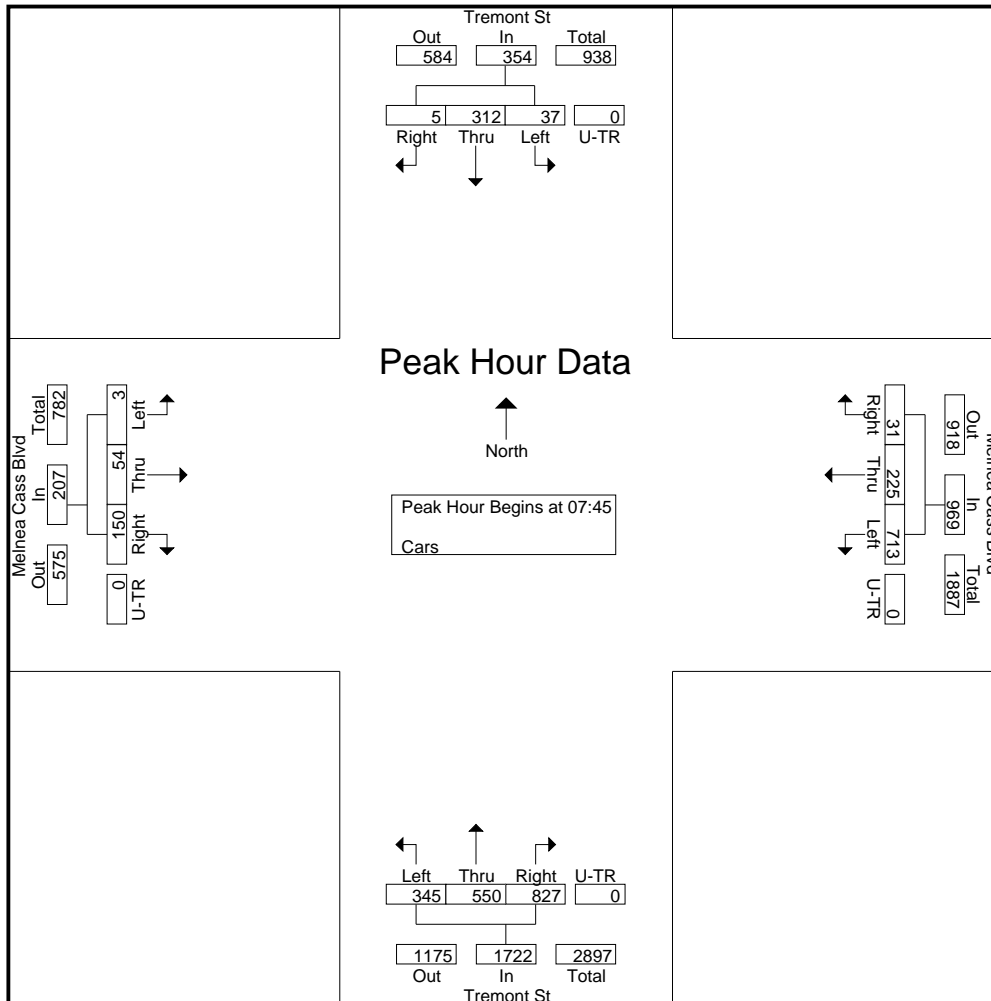 Tremont St
Out In Total
584 354 938
5 312 37 0
Right Thru Left U-TR
Peak Hour Data
North
Peak Hour Begins at 07:45
Cars
Melnea Cass Blvd
Total In Out
782 207 575
3 54 150 0
Left Thru Right U-TR
Melnea Cass Blvd
Out In Total
918 969 1887
31 225 713 0
Right Thru Left U-TR
Left Thru Right U-TR
345 550 827 0
1175 1722 2897
Out In Total
Tremont St